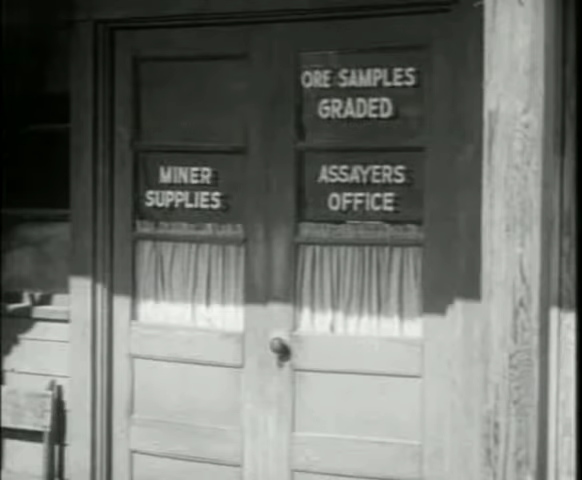 ORE SAMPLES
GRADED
MINER
SUPPLIES
ASSAYERS
OFFICE